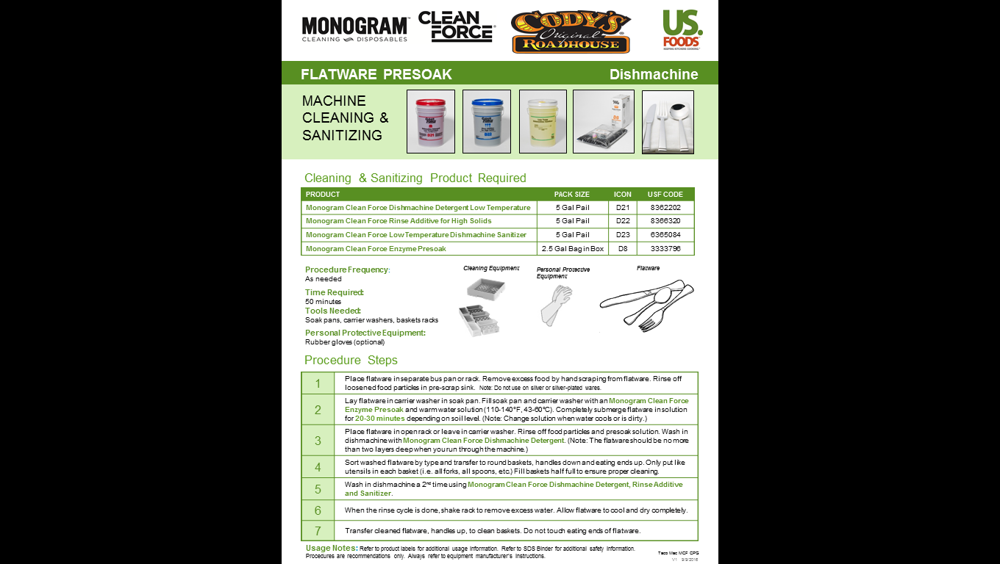 MONOGRAM™
CLEANING DISPOSABLES
CLEAN
FORCE®
CODY'S
Original
ROADHOUSE
US.
FOODS®
KEEPING KITCHENS COOKING.™
FLATWARE PRESOAK Dishmachine
MACHINE
CLEANING &
SANITIZING
CLEAN FORCE
D21
CLEAN FORCE
D22
D8
Cleaning & Sanitizing Product Required
PRODUCT PACK SIZE ICON USF CODE
Monogram Clean Force Dishmachine Detergent Low Temperature 5 Gal Pail D21 8362202
Monogram Clean Force Rinse Additive for High Solids 5 Gal Pail D22 8366320
Monogram Clean Force Low Temperature Dishmachine Sanitizer 5 Gal Pail D23 6365084
Monogram Clean Force Enzyme Presoak 2.5 Gal Bag in Box D8 3333796
Procedure Frequency:
As needed
Time Required:
50 minutes
Tools Needed:
Soak pans, carrier washers, baskets racks
Personal Protective Equipment:
Rubber gloves (optional)
Cleaning Equipment
Personal Protective
Equipment
Flatware
Procedure Steps
1 Place flatware in separate bus pan or rack. Remove excess food by hand scraping from flatware. Rinse off
loosened food particles in pre-scrap sink. Note: Do not use on silver or silver-plated wares.
2 Lay flatware in carrier washer in soak pan. Fill soak pan and carrier washer with an Monogram Clean Force
Enzyme Presoak and warm water solution (110-140°F, 43-60°C). Completely submerge flatware in solution
for 20-30 minutes depending on soil level. (Note: Change solution when water cools or is dirty.)
3 Place flatware in open rack or leave in carrier washer. Rinse off food particles and presoak solution. Wash in
dishmachine with Monogram Clean Force Dishmachine Detergent. (Note: The flatware should be no more
than two layers deep when you run through the machine.)
4 Sort washed flatware by type and transfer to round baskets, handles down and eating ends up. Only put like
utensils in each basket (i.e. all forks, all spoons, etc.) Fill baskets half full to ensure proper cleaning.
5 Wash in dishmachine a 2nd time using Monogram Clean Force Dishmachine Detergent, Rinse Additive
and Sanitizer.
6 When the rinse cycle is done, shake rack to remove excess water. Allow flatware to cool and dry completely.
7 Transfer cleaned flatware, handles up, to clean baskets. Do not touch eating ends of flatware.
Usage Notes: Refer to product labels for additional usage information. Refer to SDS Binder for additional safety information.
Procedures are recommendations only. Always refer to equipment manufacturer's instructions.
Taco Mac MCF CPG
V1 9/9/2016